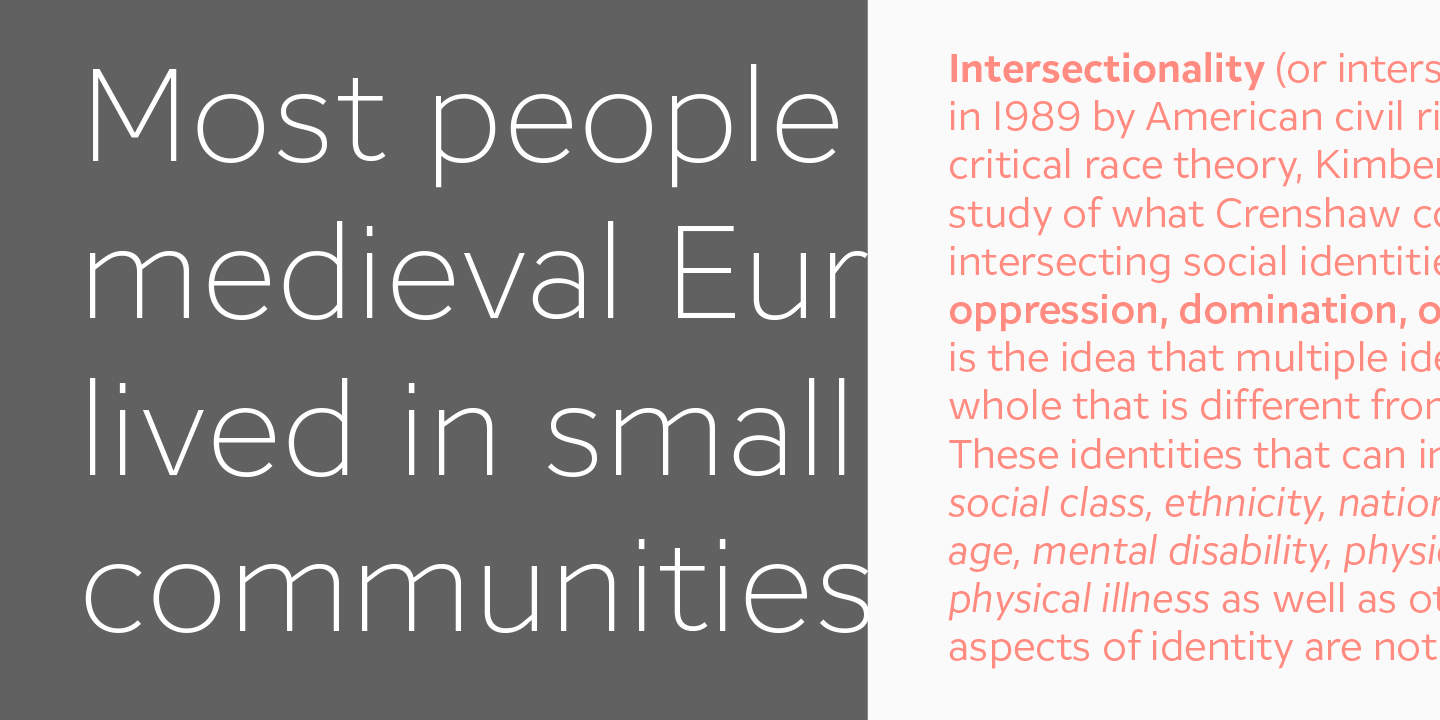 Most people
medieval Eur
lived in small
communities
Intersectionality (or inters
in 1989 by American civil ri
critical race theory, Kimber
study of what Crenshaw co
intersecting social identitie
oppression, domination, o
is the idea that multiple ide
whole that is different from
These identities that can in
social class, ethnicity, nation
age, mental disability, physic
physical illness as well as ot
aspects of identity are not